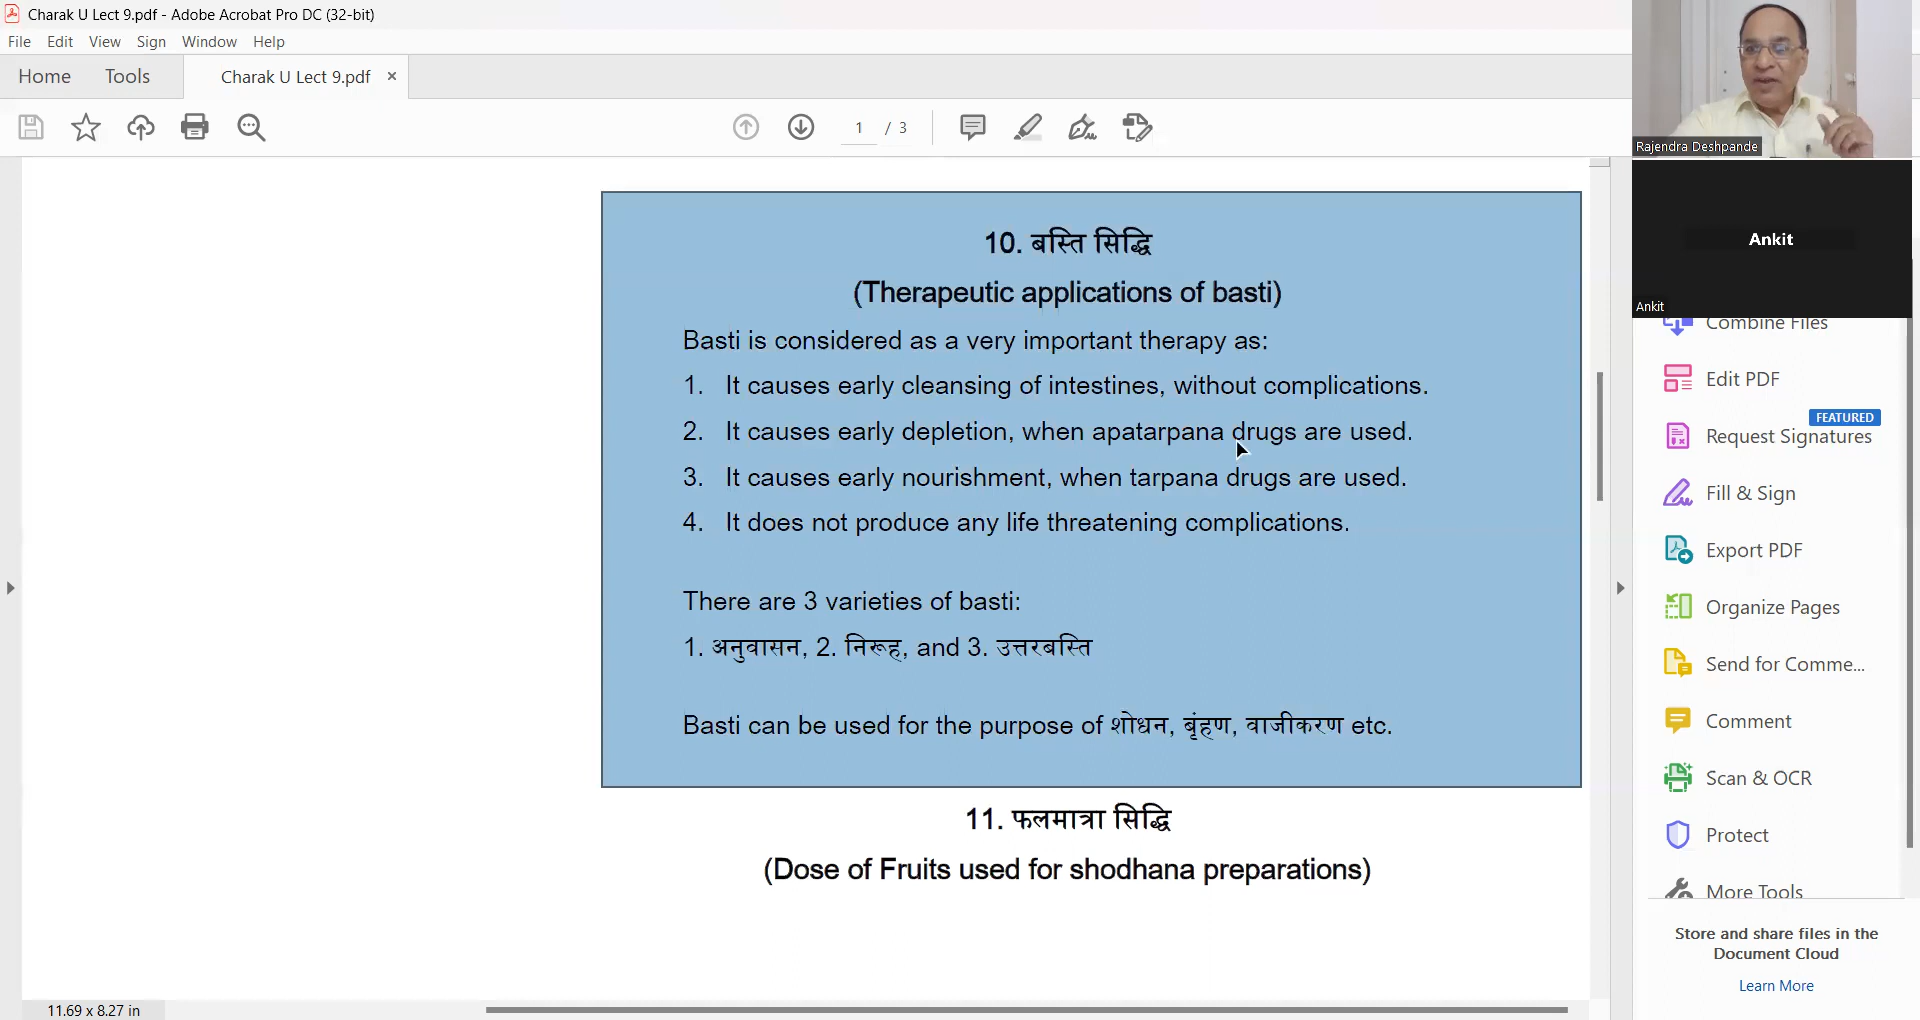 Charak U Lect 9.pdf - Adobe Acrobat Pro DC (32-bit)
File Edit View Sign Window Help
Home Tools Charak U Lect 9.pdf ×
1 / 3
10. बस्ति सिद्धि
(Therapeutic applications of basti)
Basti is considered as a very important therapy as:
1. It causes early cleansing of intestines, without complications.
2. It causes early depletion, when apatarpana drugs are used.
3. It causes early nourishment, when tarpana drugs are used.
4. It does not produce any life threatening complications.
There are 3 varieties of basti:
1. अनुवासन, 2. निरूह, and 3. उत्तरबस्ति
Basti can be used for the purpose of शोधन, बृंहण, वाजीकरण etc.
11. फलमात्रा सिद्धि
(Dose of Fruits used for shodhana preparations)
11.69 x 8.27 in
Rajendra Deshpande
Ankit
Ankit
Combine Files
Edit PDF
FEATURED
Request Signatures
Fill & Sign
Export PDF
Organize Pages
Send for Comme...
Comment
Scan & OCR
Protect
More Tools
Store and share files in the
Document Cloud
Learn More